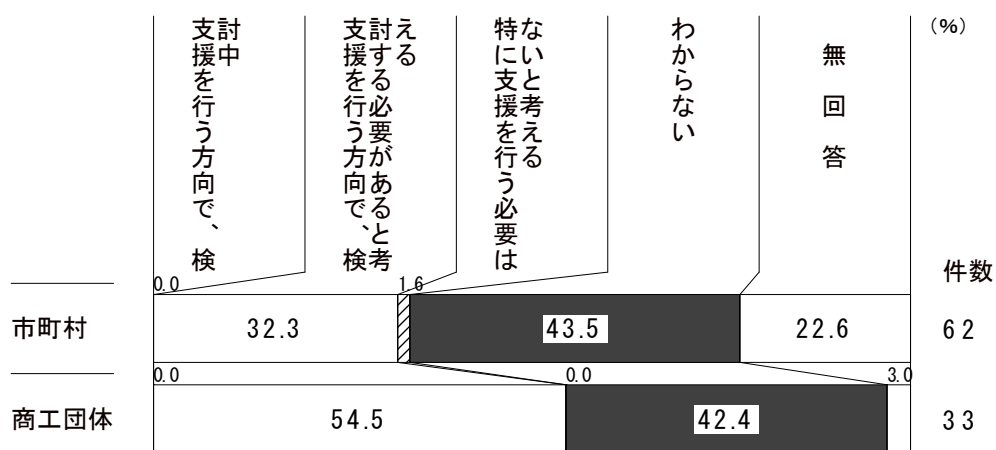 支援を行う方向で、検
討中
支援を行う方向で、検
討する必要があると考
える
特に支援を行う必要は
ないと考える
わからない
無回答
(%)
件数
0.0
1.6
市町村
32.3
43.5
22.6
62
0.0
0.0
3.0
商工団体
54.5
42.4
33